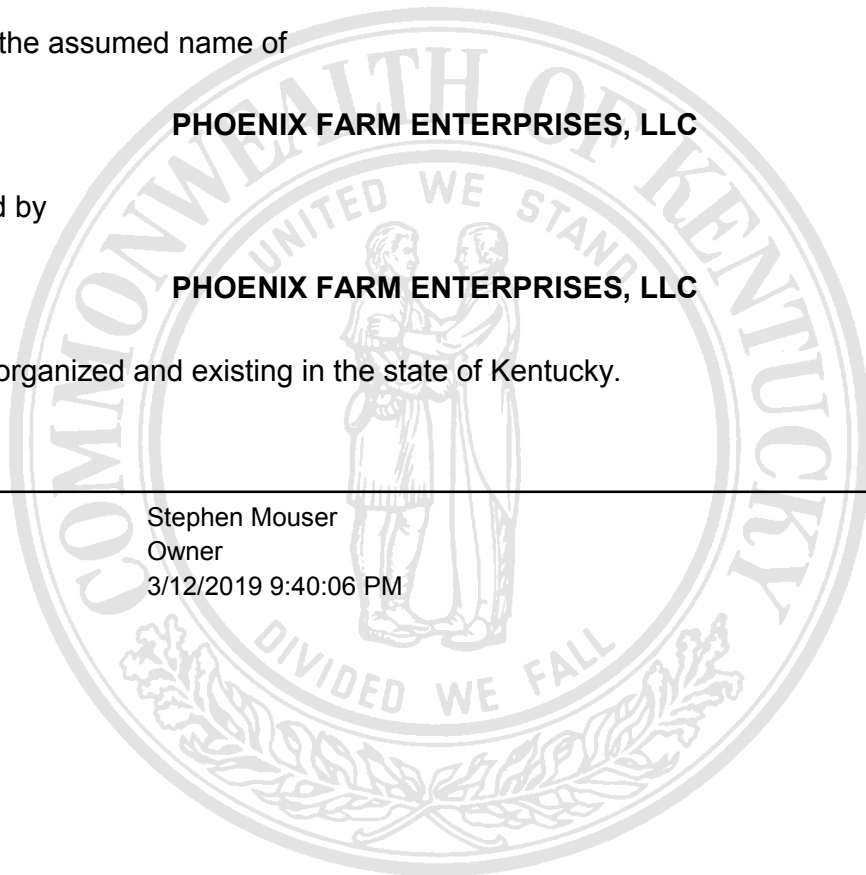 the assumed name of
PHOENIX FARM ENTERPRISES, LLC
d by
PHOENIX FARM ENTERPRISES, LLC
organized and existing in the state of Kentucky.
Stephen Mouser
Owner
3/12/2019 9:40:06 PM
COMMONWEALTH OF KENTUCKY
UNITED WE STAND
DIVIDED WE FALL